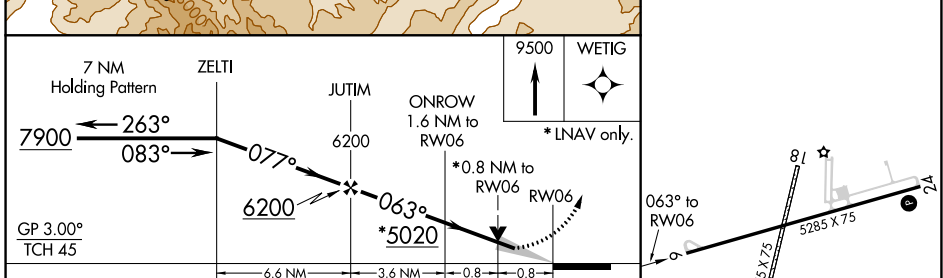 7 NM
Holding Pattern
ZELTI
JUTIM
ONROW
1.6 NM to
RW06
9500
WETIG
* LNAV only.
7900
263°
083°
077°
6200
6200
063°
*5020
*0.8 NM to
RW06
RW06
GP 3.00°
TCH 45
6.6 NM
3.6 NM
0.8
0.8
063° to
RW06
6
18
24
P
5285 X 75
5 X 75